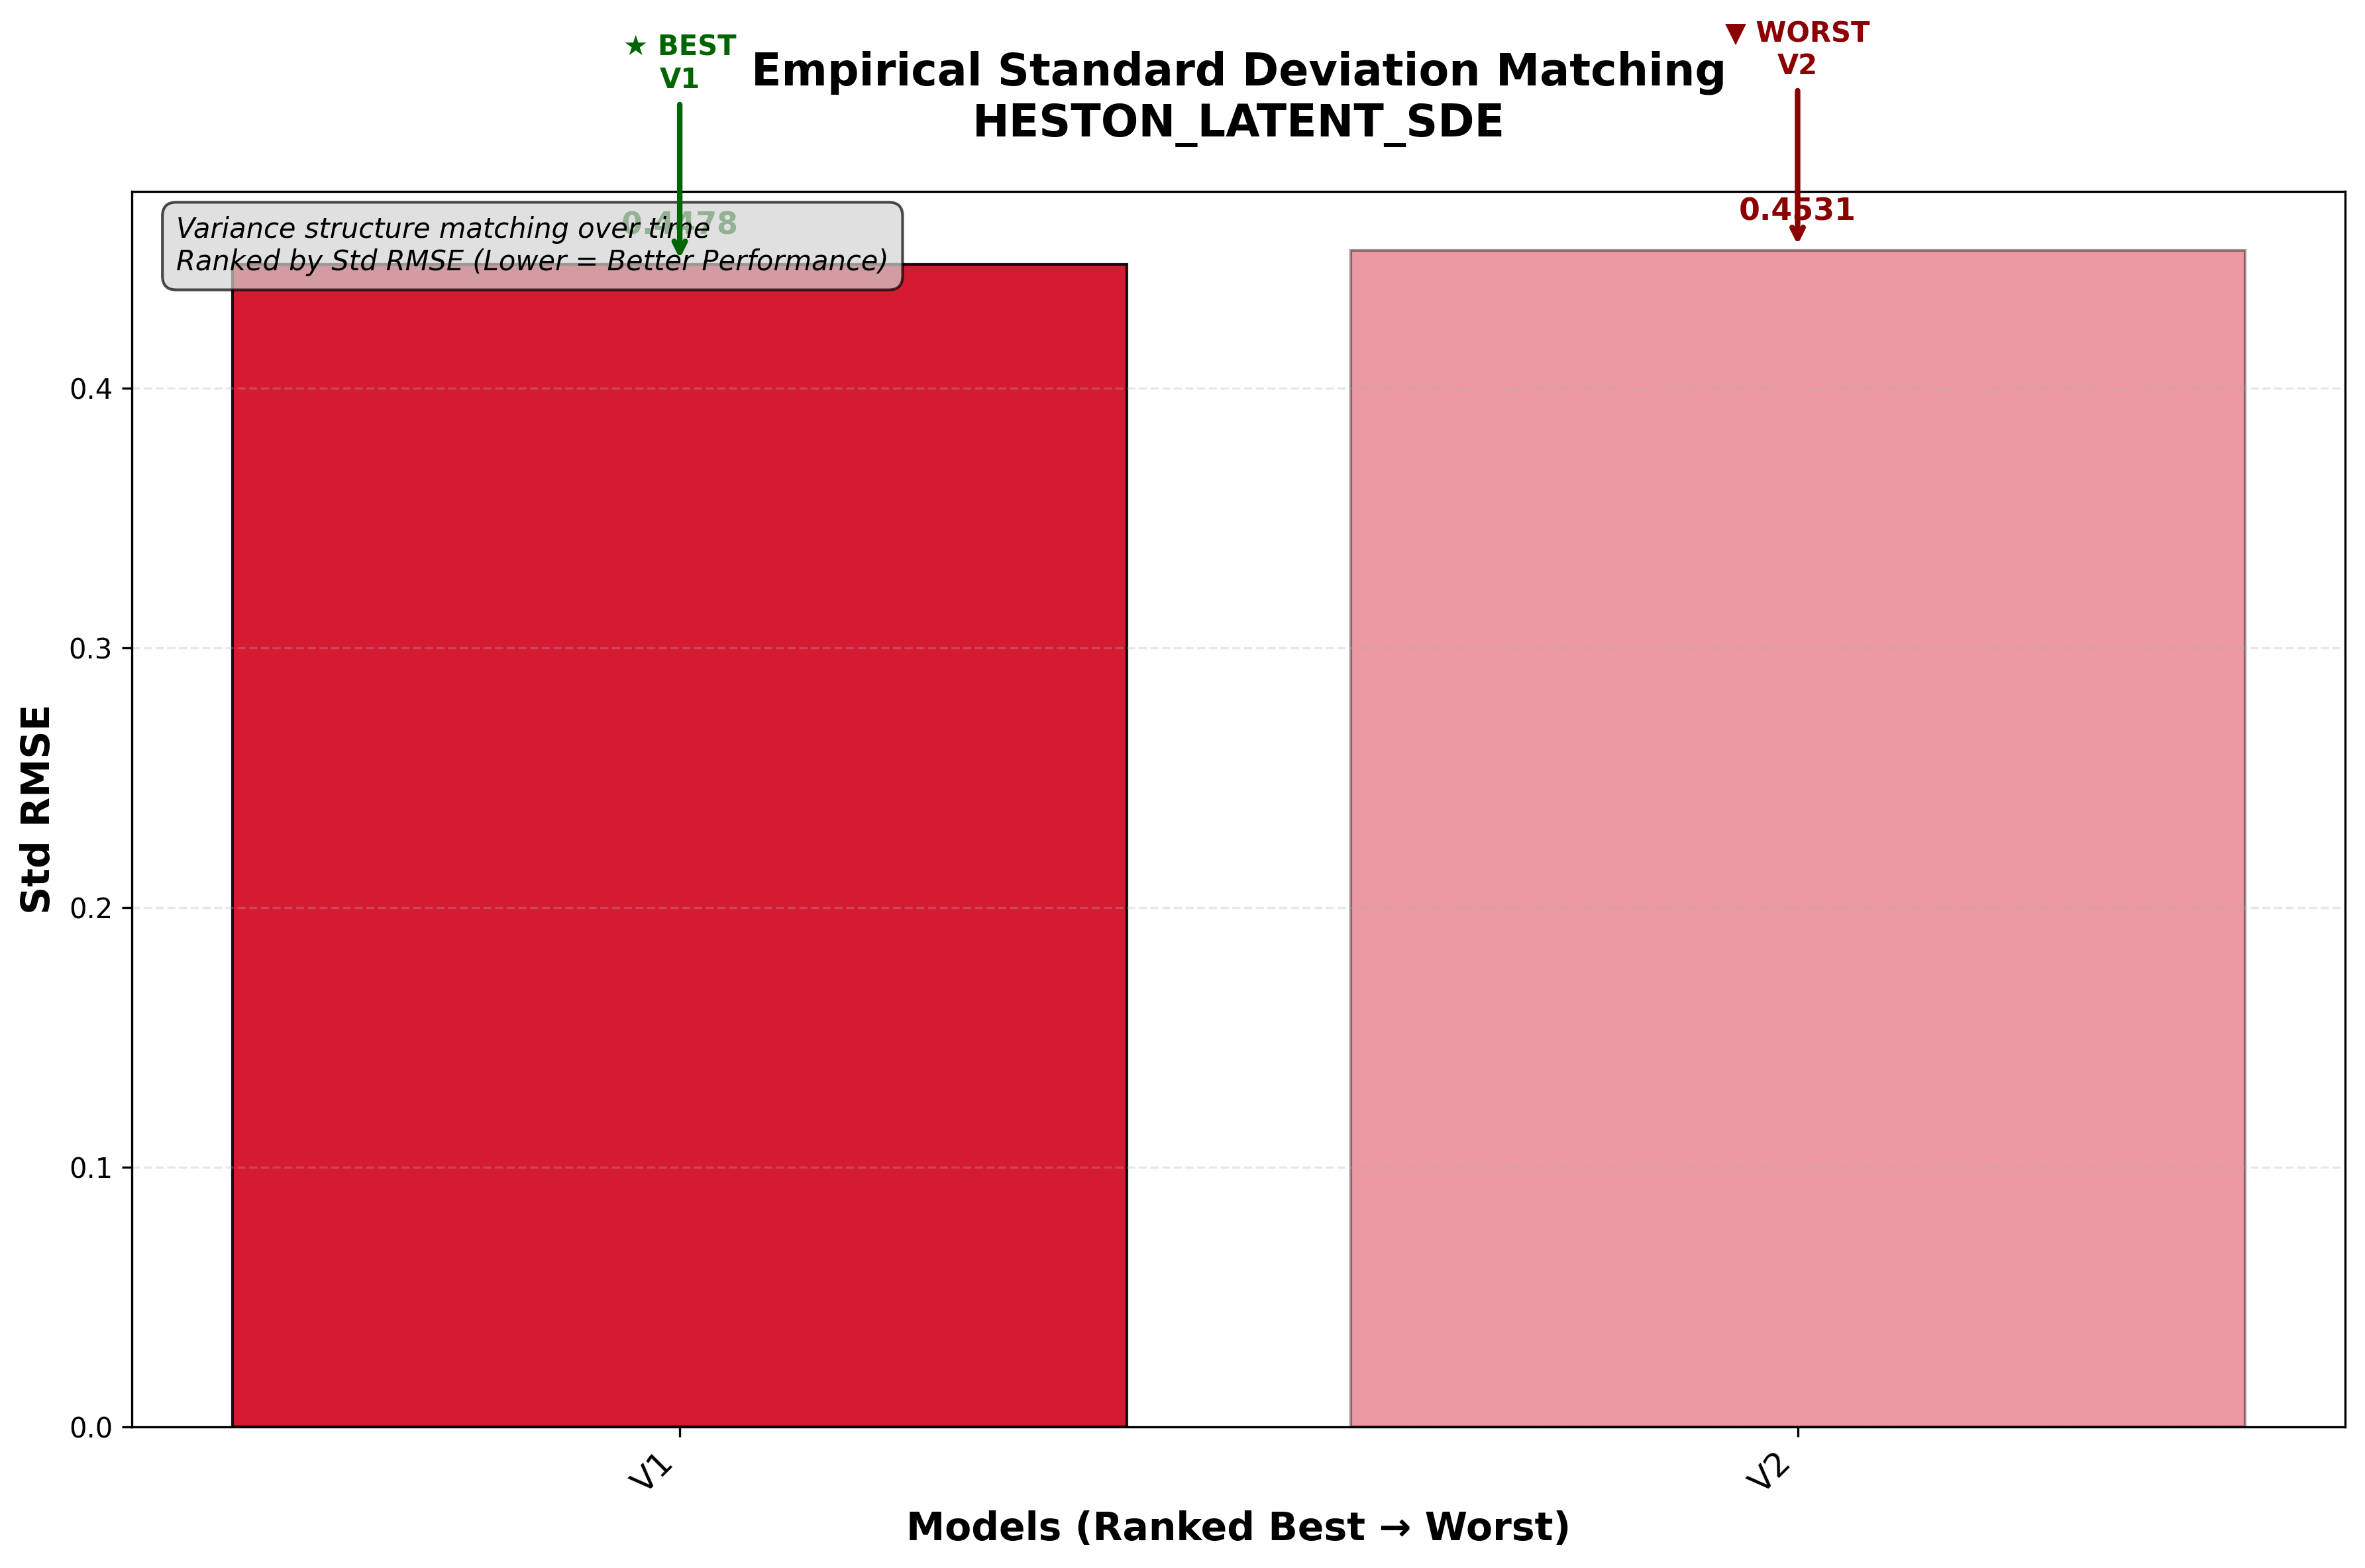 ★ BEST
V1
▼ WORST
V2
Empirical Standard Deviation Matching
HESTON_LATENT_SDE
0.4478
0.4531
Variance structure matching over time
Ranked by Std RMSE (Lower = Better Performance)
Std RMSE
0.4
0.3
0.2
0.1
0.0
V1
V2
Models (Ranked Best → Worst)